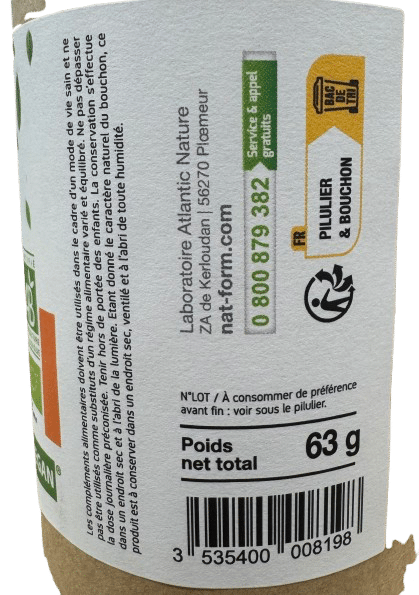 Les compléments alimentaires doivent être utilisés dans le cadre d'un mode de vie sain et ne
pas être utilisés comme substituts d'un régime alimentaire varié et équilibré. Ne pas dépasser
la dose journalière préconisée. Tenir hors de portée des enfants. La conservation s'effectue
dans un endroit sec et à l'abri de la lumière. Etant donné le caractère naturel du bouchon, ce
produit est à conserver dans un endroit sec, ventilé et à l'abri de toute humidité.
Laboratoire Atlantic Nature
ZA de Kerloudan | 56270 Plœmeur
nat-form.com
0 800 879 382
Service & appel
gratuits
FR
PILULIER
& BOUCHON
BAC
DE
TRI
N°LOT / À consommer de préférence
avant fin : voir sous le pilulier.
Poids
net total
63 g
3 535400 008198